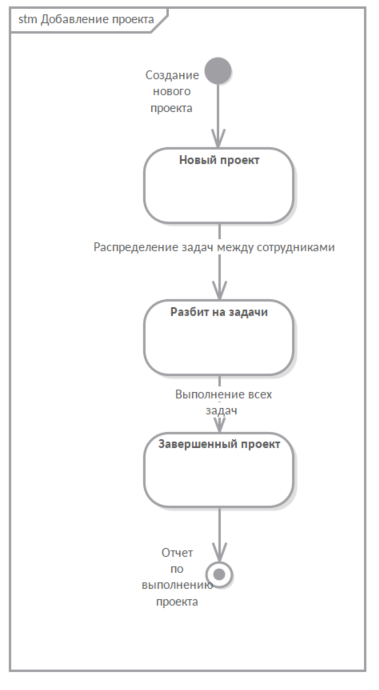 stm Добавление проекта
Создание
нового
проекта
Новый проект
Распределение задач между сотрудниками
Разбит на задачи
Выполнение всех
задач
Завершенный проект
Отчет
по
выполнению
проекта